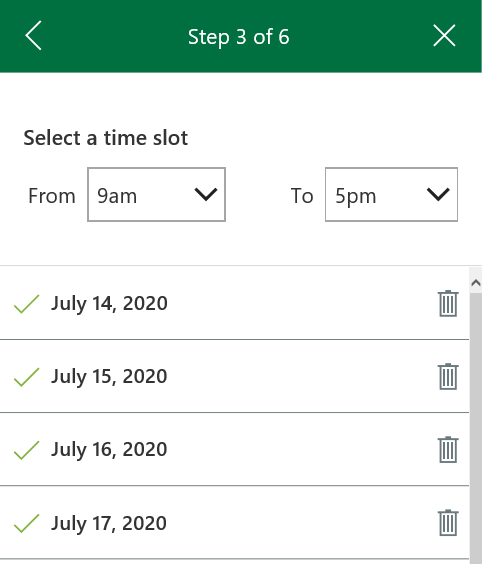 Step 3 of 6
Select a time slot
From 9am To 5pm
July 14, 2020
July 15, 2020
July 16, 2020
July 17, 2020